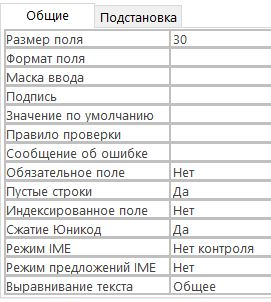 Общие Подстановка
Размер поля 30
Формат поля
Маска ввода
Подпись
Значение по умолчанию
Правило проверки
Сообщение об ошибке
Обязательное поле Нет
Пустые строки Да
Индексированное поле Нет
Сжатие Юникод Да
Режим IME Нет контроля
Режим предложений IME Нет
Выравнивание текста Общее